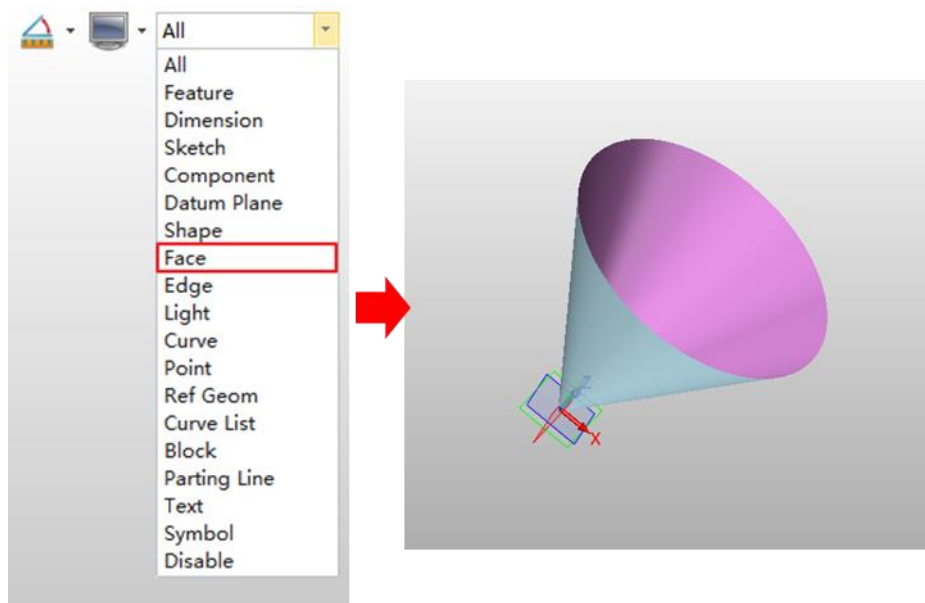 All
All
Feature
Dimension
Sketch
Component
Datum Plane
Shape
Face
Edge
Light
Curve
Point
Ref Geom
Curve List
Block
Parting Line
Text
Symbol
Disable
Z
X